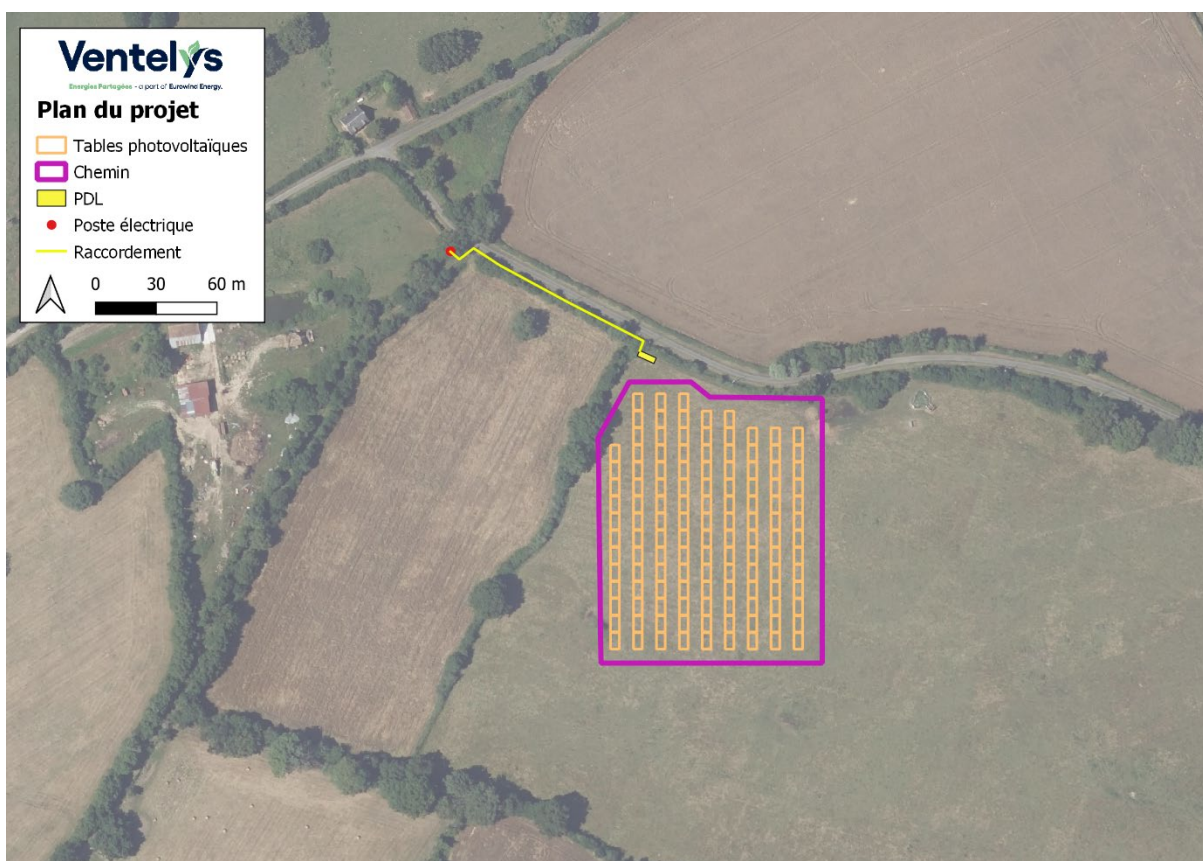 Ventelys
Energies Partagées - a part of Eurowind Energy.
Plan du projet
Tables photovoltaïques
Chemin
PDL
Poste électrique
Raccordement
0 30 60 m